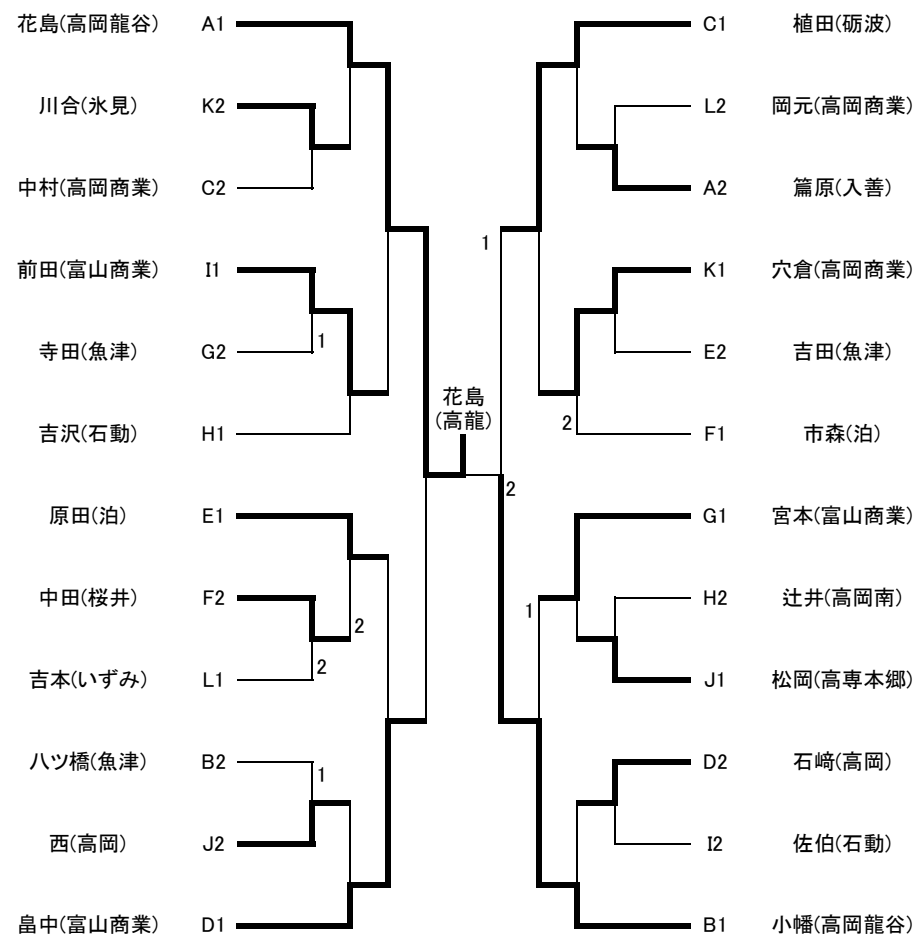 花島(高岡龍谷) A1 C1 植田(砺波)
川合(氷見) K2 L2 岡元(高岡商業)
中村(高岡商業) C2 A2 篇原(入善)
1
前田(富山商業) I1 K1 穴倉(高岡商業)
1
寺田(魚津) G2 E2 吉田(魚津)
花島
(高龍)
2
吉沢(石動) H1 F1 市森(泊)
2
原田(泊) E1 G1 宮本(富山商業)
中田(桜井) F2 H2 辻井(高岡南)
1
2
2
吉本(いずみ) L1 J1 松岡(高専本郷)
八ツ橋(魚津) B2 D2 石﨑(高岡)
1
西(高岡) J2 I2 佐伯(石動)
畠中(富山商業) D1 B1 小幡(高岡龍谷)